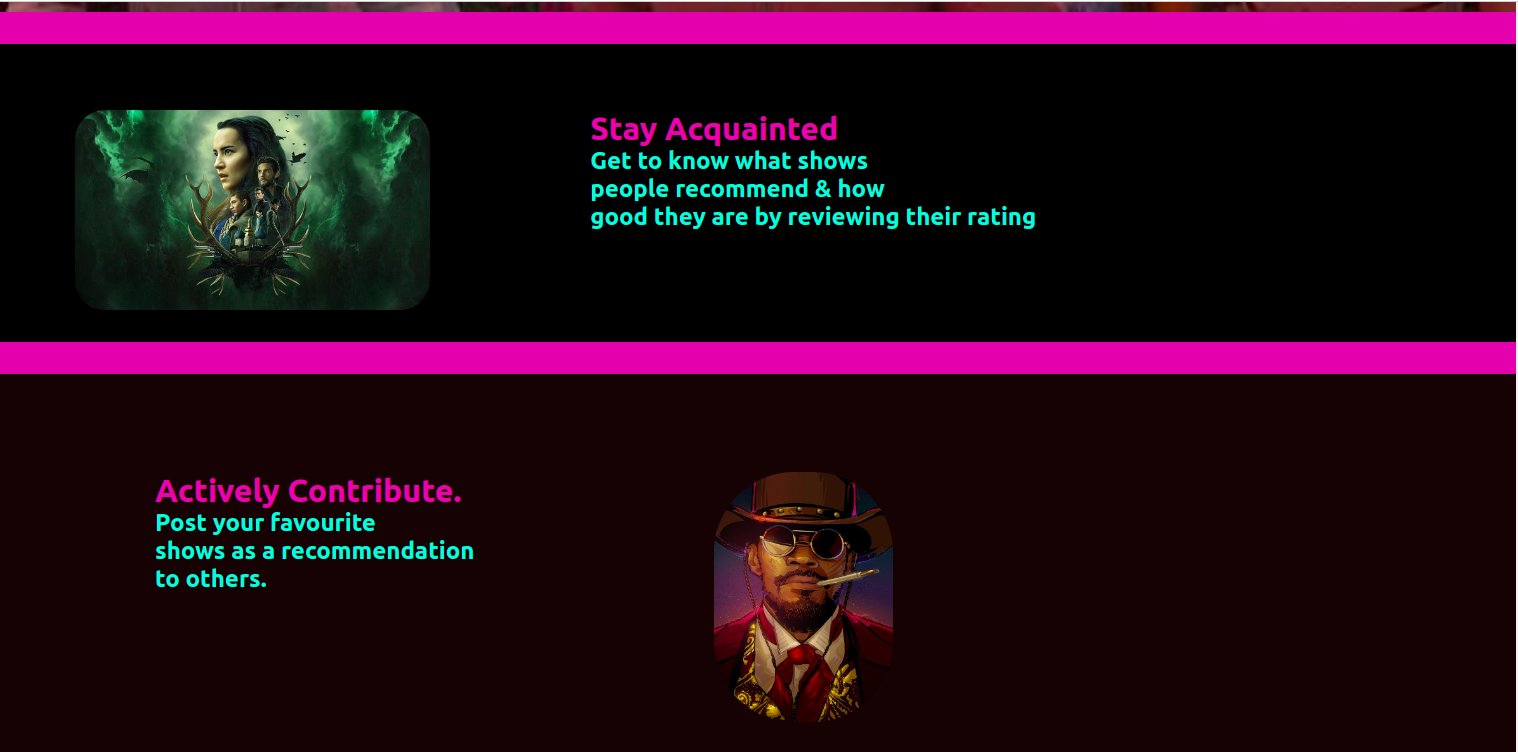 Stay Acquainted
Get to know what shows
people recommend & how
good they are by reviewing their rating
Actively Contribute.
Post your favourite
shows as a recommendation
to others.